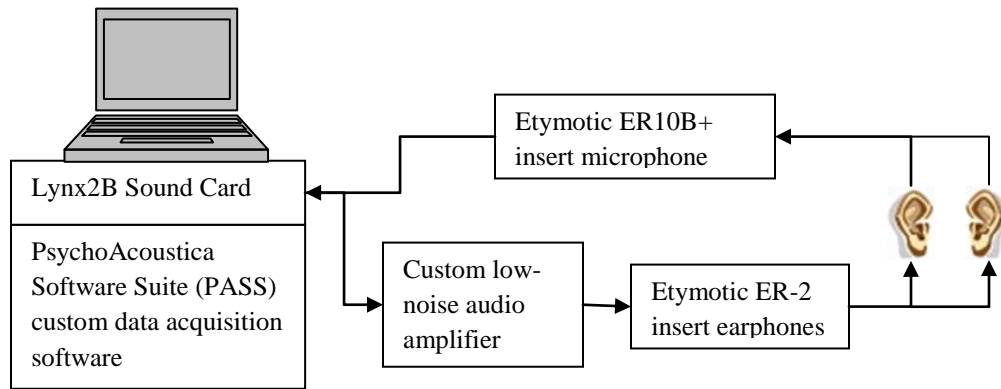 Etymotic ER10B+
insert microphone
Lynx2B Sound Card
PsychoAcoustica
Software Suite (PASS)
custom data acquisition
software
Custom low-
noise audio
amplifier
Etymotic ER-2
insert earphones